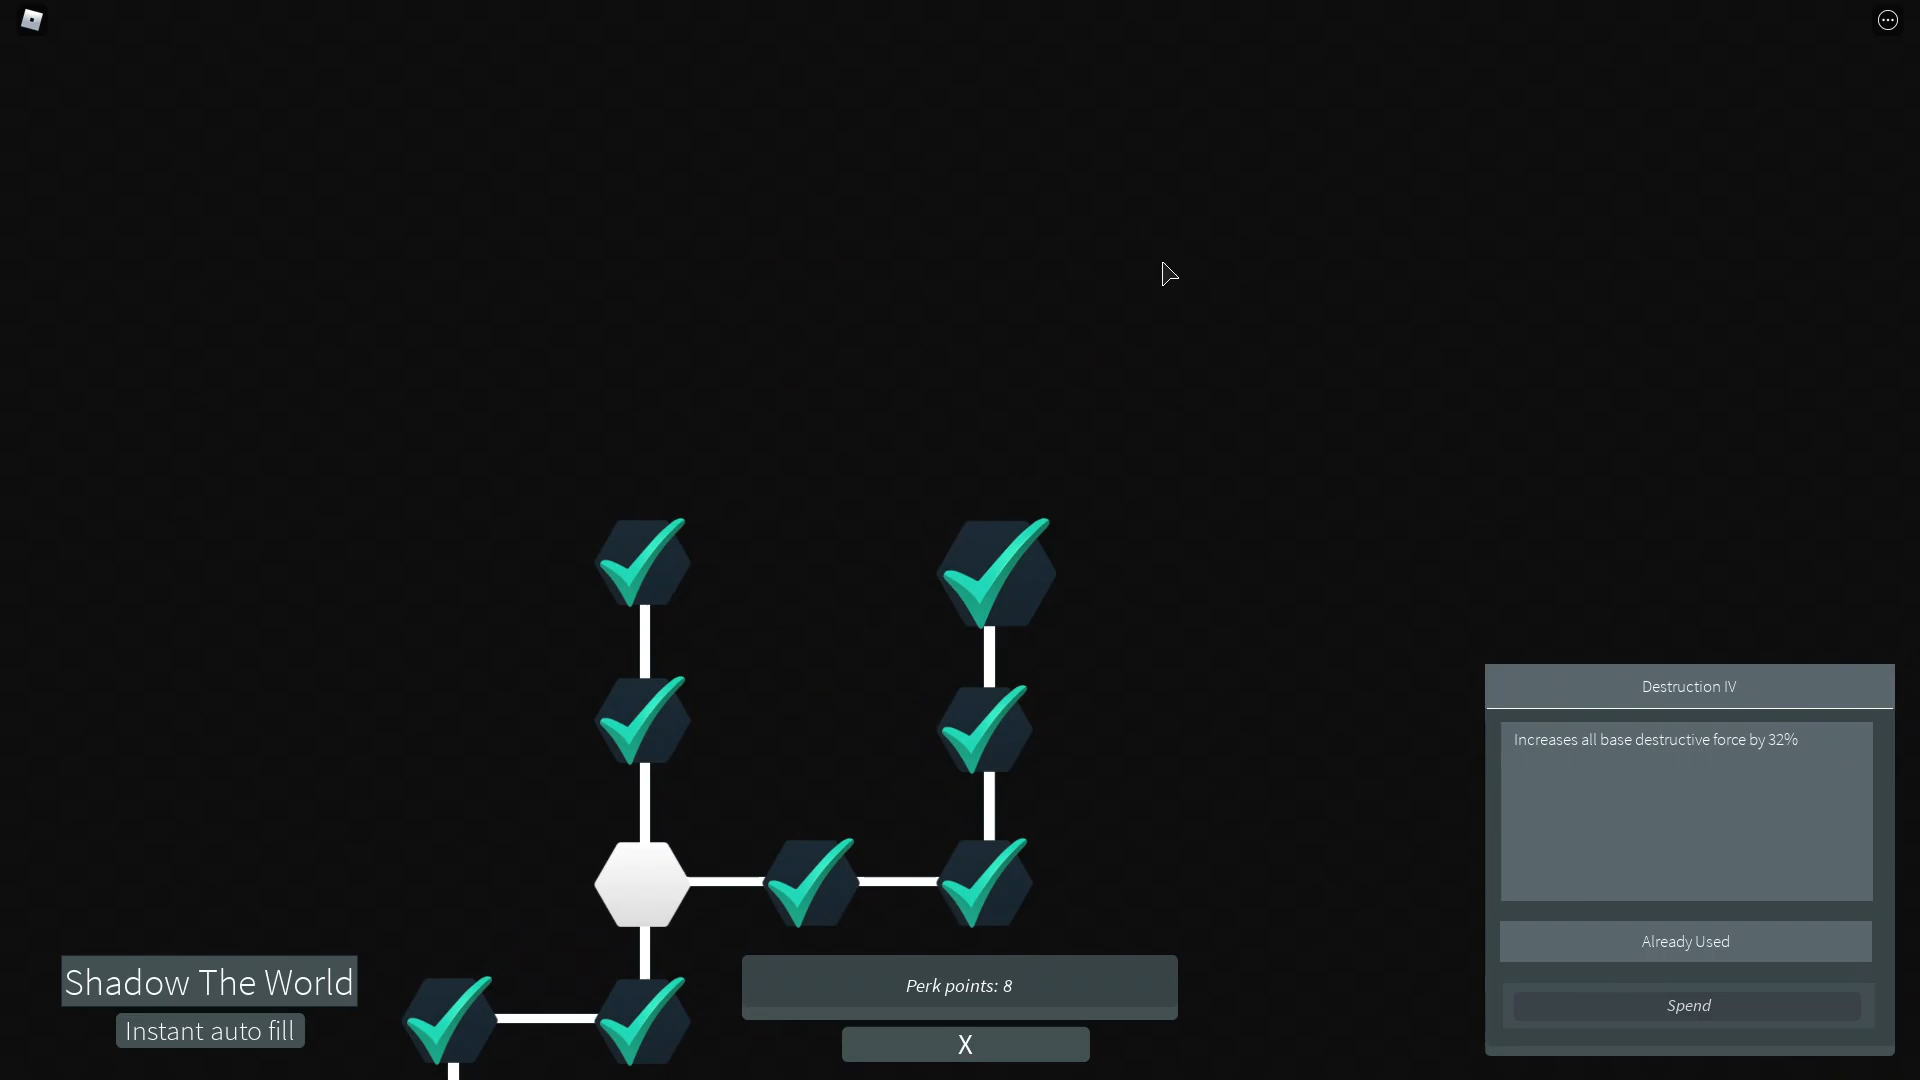 Destruction IV
Increases all base destructive force by 32%
Already Used
Spend
Shadow The World
Instant auto fill
Perk points: 8
X